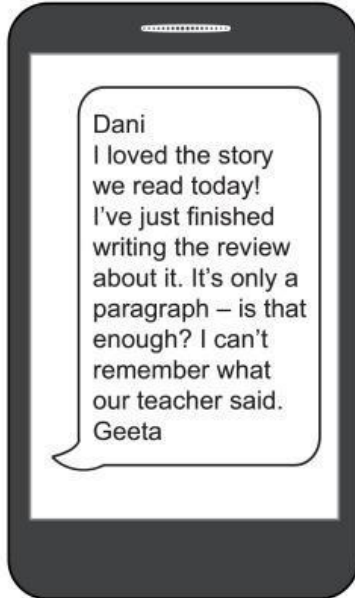 Dani
I loved the story
we read today!
I've just finished
writing the review
about it. It's only a
paragraph – is that
enough? I can't
remember what
our teacher said.
Geeta